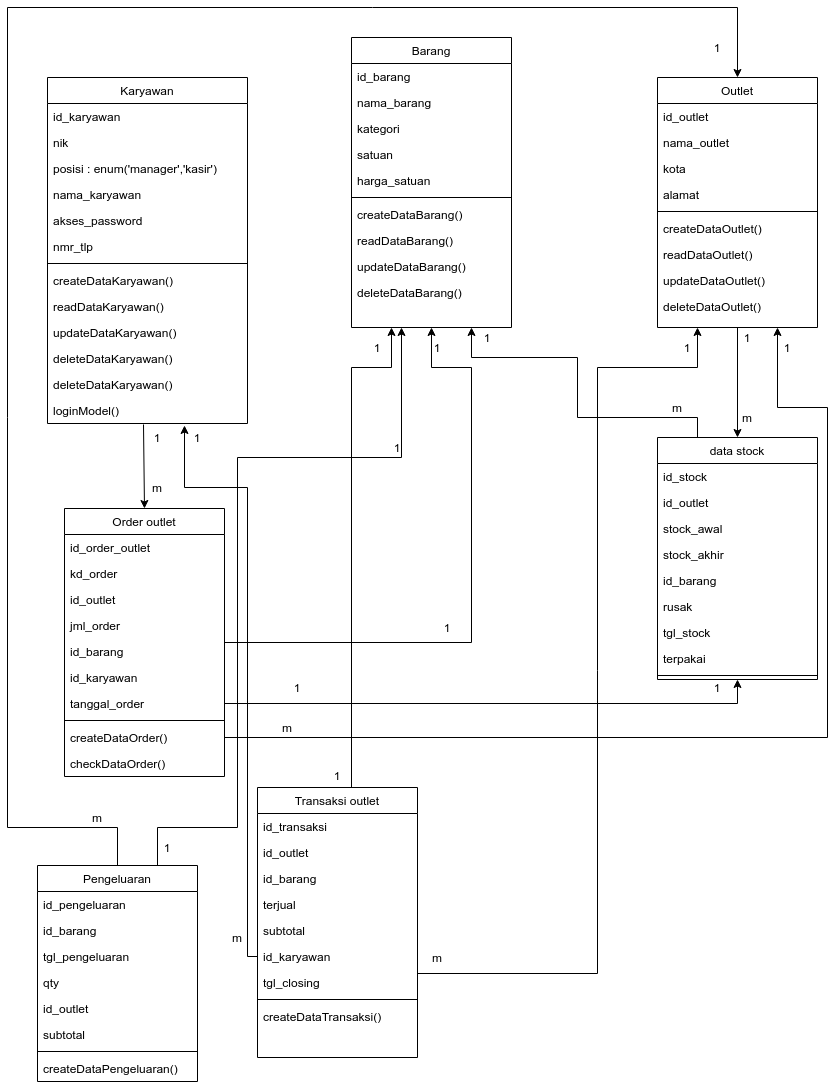 Karyawan
id_karyawan
nik
posisi : enum('manager','kasir')
nama_karyawan
akses_password
nmr_tlp
createDataKaryawan()
readDataKaryawan()
updateDataKaryawan()
deleteDataKaryawan()
deleteDataKaryawan()
loginModel()
Barang
id_barang
nama_barang
kategori
satuan
harga_satuan
createDataBarang()
readDataBarang()
updateDataBarang()
deleteDataBarang()
1
Outlet
id_outlet
nama_outlet
kota
alamat
createDataOutlet()
readDataOutlet()
updateDataOutlet()
deleteDataOutlet()
1
1
1
1
1
1
m
m
1
1
1
m
Order outlet
id_order_outlet
kd_order
id_outlet
jml_order
id_barang
id_karyawan
tanggal_order
createDataOrder()
checkDataOrder()
data stock
id_stock
id_outlet
stock_awal
stock_akhir
id_barang
rusak
tgl_stock
terpakai
1
1
1
m
1
m
1
Pengeluaran
id_pengeluaran
id_barang
tgl_pengeluaran
qty
id_outlet
subtotal
createDataPengeluaran()
Transaksi outlet
id_transaksi
id_outlet
id_barang
terjual
subtotal
id_karyawan
tgl_closing
createDataTransaksi()
m
m